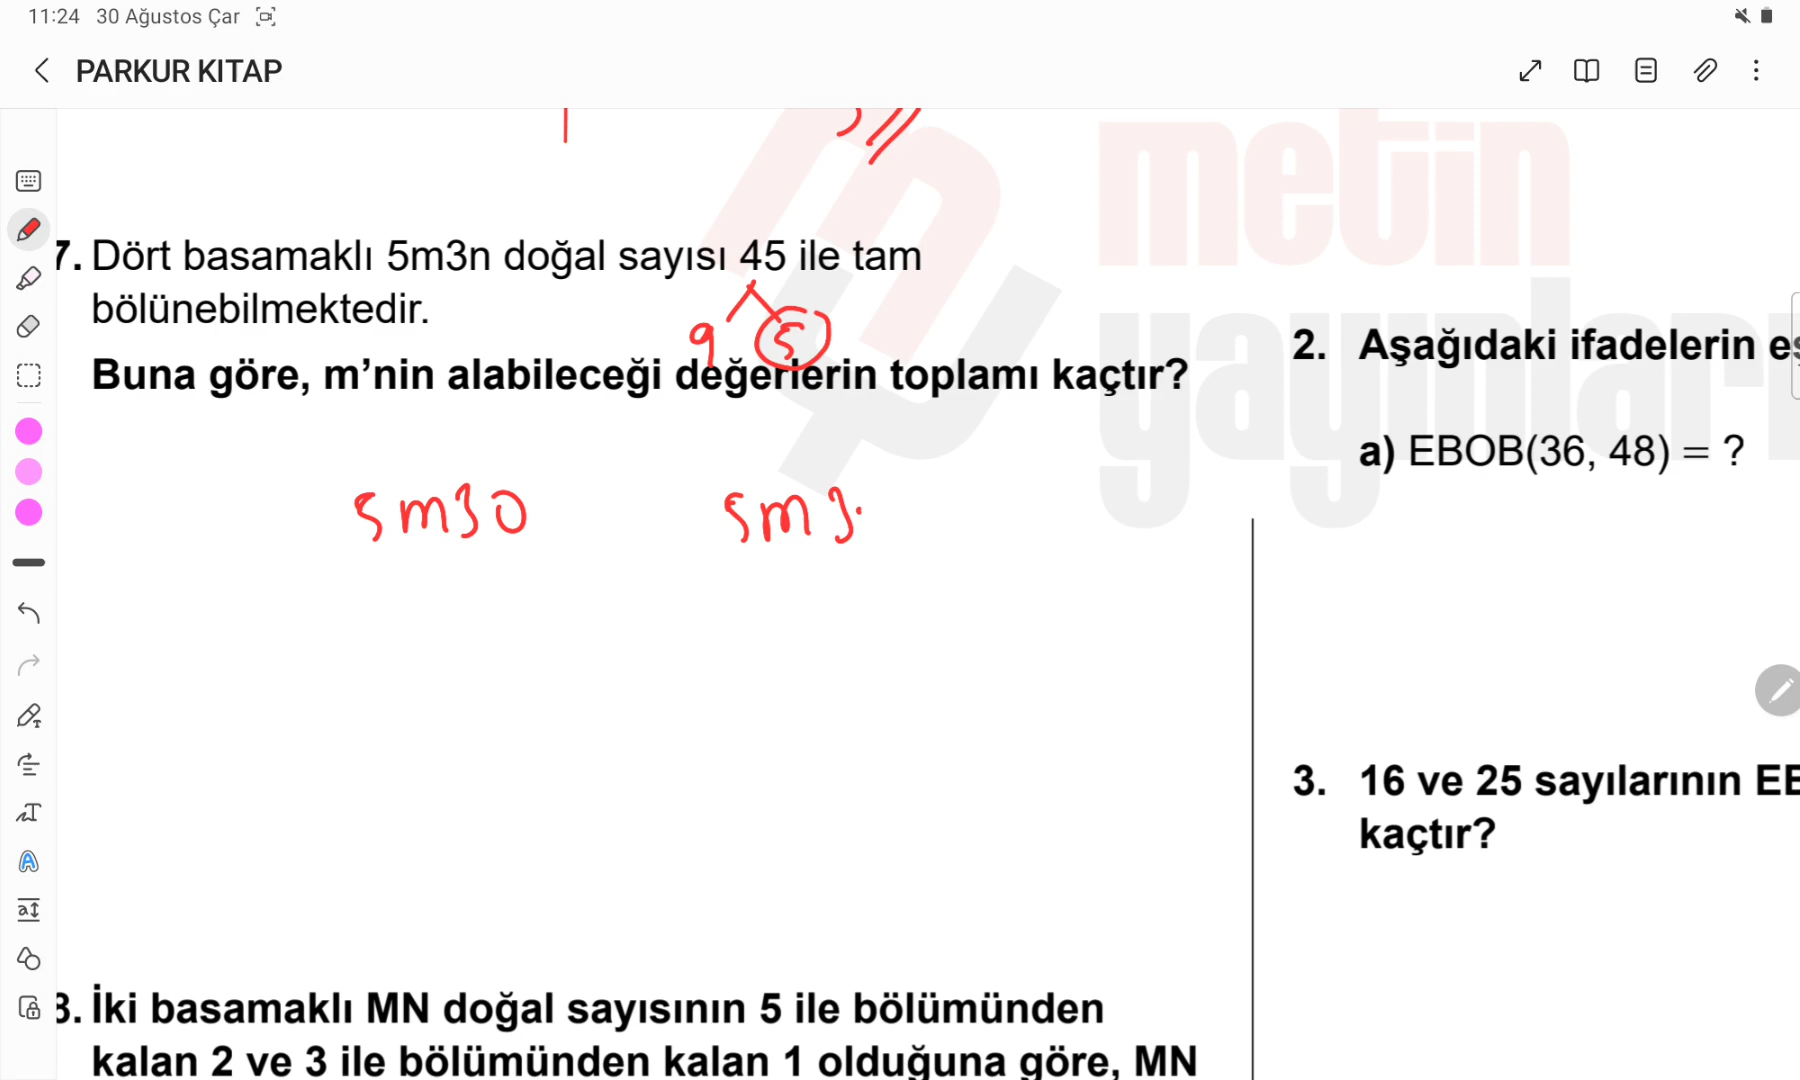 11:24 30 Ağustos Çar
PARKUR KITAP
metin
yayınları
7. Dört basamaklı 5m3n doğal sayısı 45 ile tam
bölünebilmektedir.
9 5
Buna göre, m’nin alabileceği değerlerin toplamı kaçtır?
5m30 5m3
8. İki basamaklı MN doğal sayısının 5 ile bölümünden
kalan 2 ve 3 ile bölümünden kalan 1 olduğuna göre, MN
2. Aşağıdaki ifadelerin
a) EBOB(36, 48) = ?
3. 16 ve 25 sayılarının
kaçtır?